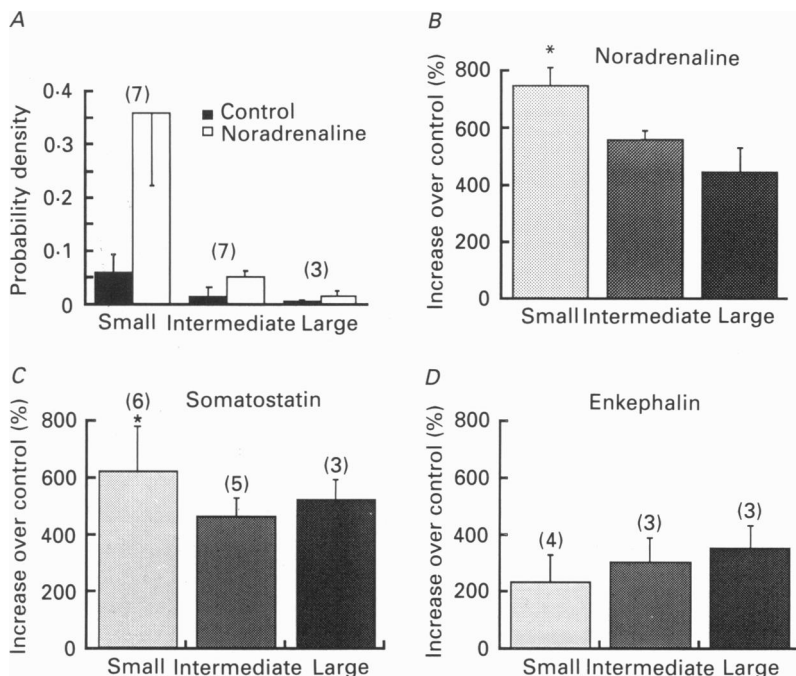 A
Probability density
0·4
0·3
0.2
0.1
0
(7)
Control
Noradrenaline
(7)
(3)
Small Intermediate Large
B
Noradrenaline
Increase over control (%)
800
600
400
200
0
*
Small Intermediate Large
C
Somatostatin
Increase over control (%)
800
600
400
200
0
(6)
*
(5)
(3)
Small Intermediate Large
D
Enkephalin
Increase over control (%)
800
600
400
200
0
(4)
(3)
(3)
Small Intermediate Large